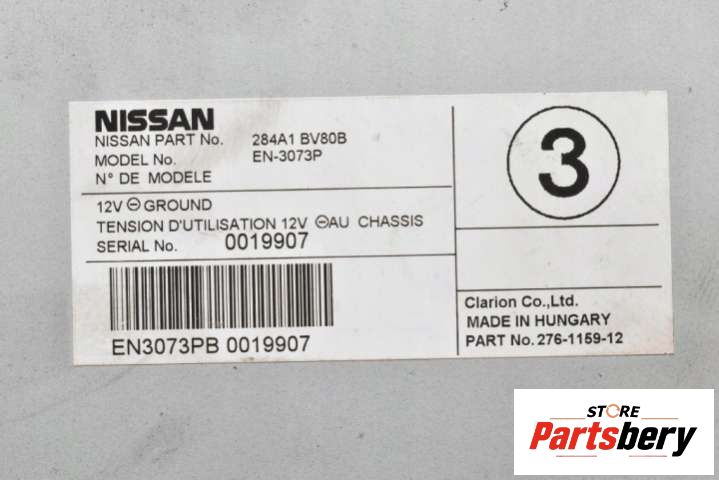 NISSAN
NISSAN PART No. 284A1 BV80B
MODEL No. EN-3073P
N° DE MODELE
12V ⊖ GROUND
TENSION D'UTILISATION 12V ⊖AU CHASSIS
SERIAL No. 0019907
EN3073PB 0019907
3
Clarion Co.,Ltd.
MADE IN HUNGARY
PART No. 276-1159-12
STORE
Partsbery